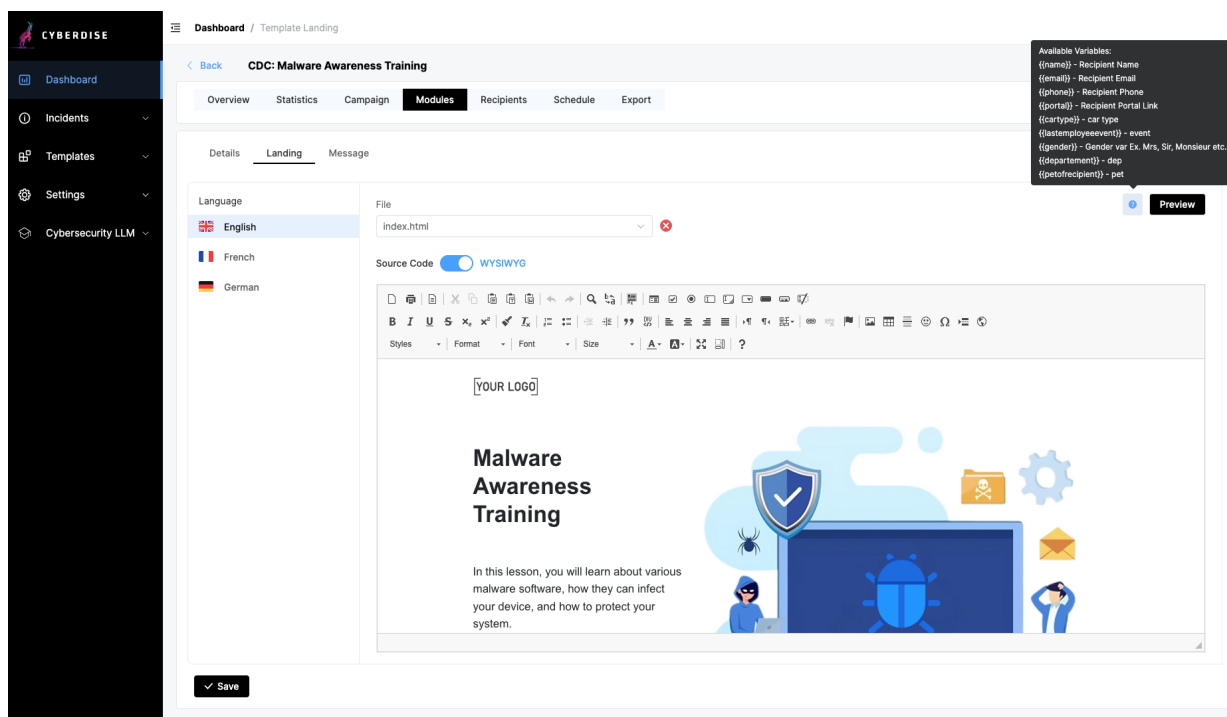 CYBERDISE
Dashboard / Template Landing
Dashboard
Incidents
Templates
Settings
Cybersecurity LLM
Back CDC: Malware Awareness Training
Overview Statistics Campaign Modules Recipients Schedule Export
Available Variables:
{{name}} - Recipient Name
{{email}} - Recipient Email
{{phone}} - Recipient Phone
{{portal}} - Recipient Portal Link
{{cartype}} - car type
{{lastemployeeevent}} - event
{{gender}} - Gender var Ex. Mrs, Sir, Monsieur etc.
{{departement}} - dep
{{petofrecipient}} - pet
Details Landing Message
Preview
Language
English
French
German
File
index.html
Source Code WYSIWYG
Styles Format Font Size
[YOUR LOGO]
Malware
Awareness
Training
In this lesson, you will learn about various
malware software, how they can infect
your device, and how to protect your
system.
Save